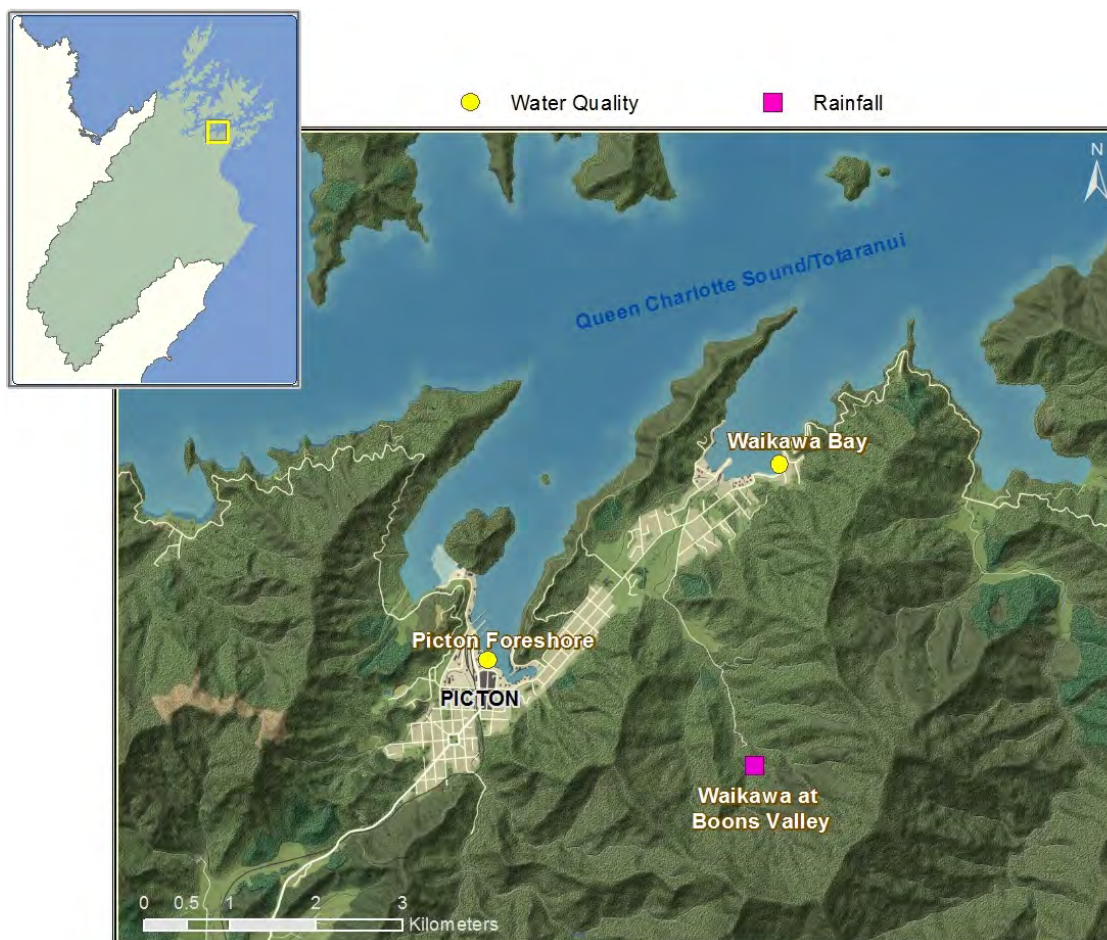 Water Quality
Rainfall
N
Queen Charlotte Sound/Totaranui
Waikawa Bay
Picton Foreshore
PICTON
Waikawa at
Boons Valley
0 0.5 1 2 3
Kilometers